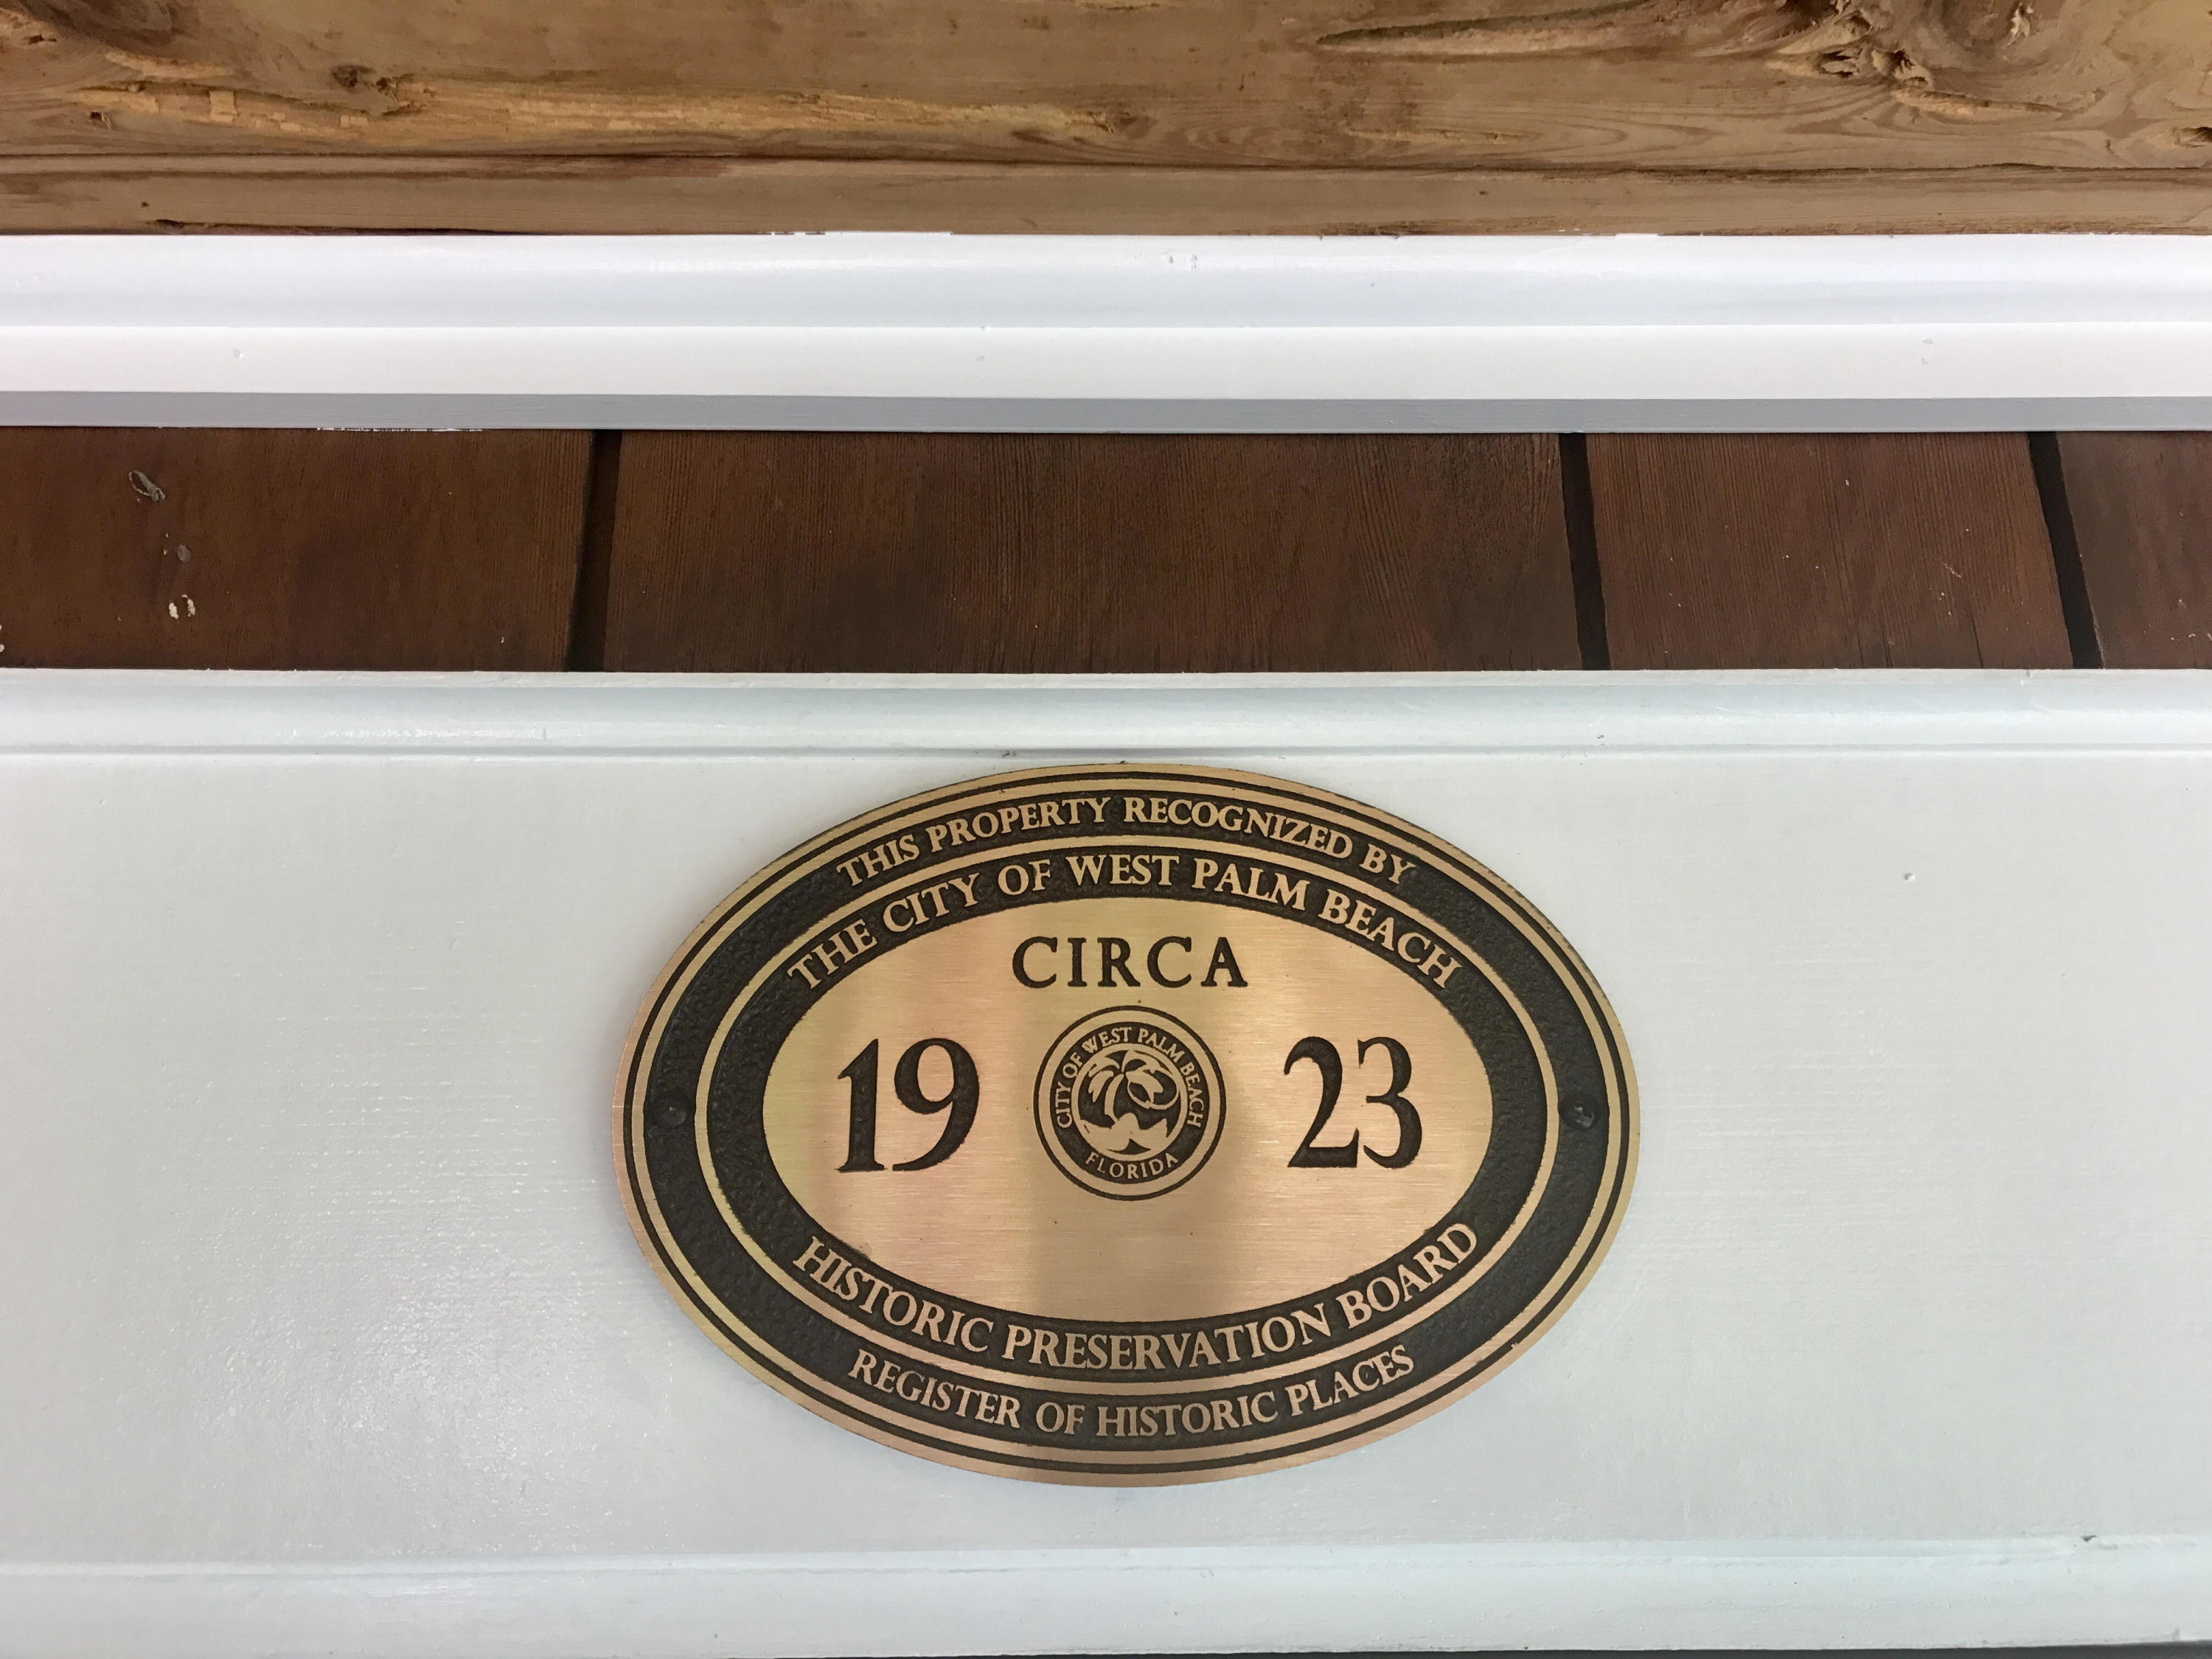 THIS PROPERTY RECOGNIZED BY
THE CITY OF WEST PALM BEACH
CIRCA
19 23
CITY OF WEST PALM BEACH
FLORIDA
HISTORIC PRESERVATION BOARD
REGISTER OF HISTORIC PLACES